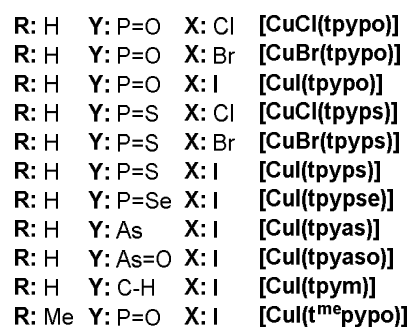 R: H Y: P=O X: Cl [CuCl(tpypo)]
R: H Y: P=O X: Br [CuBr(tpypo)]
R: H Y: P=O X: I [CuI(tpypo)]
R: H Y: P=S X: Cl [CuCl(tpyps)]
R: H Y: P=S X: Br [CuBr(tpyps)]
R: H Y: P=S X: I [CuI(tpyps)]
R: H Y: P=Se X: I [CuI(tpypse)]
R: H Y: As X: I [CuI(tpyas)]
R: H Y: As=O X: I [CuI(tpyaso)]
R: H Y: C-H X: I [CuI(tpym)]
R: Me Y: P=O X: I [CuI(tᵐᵉpypo)]